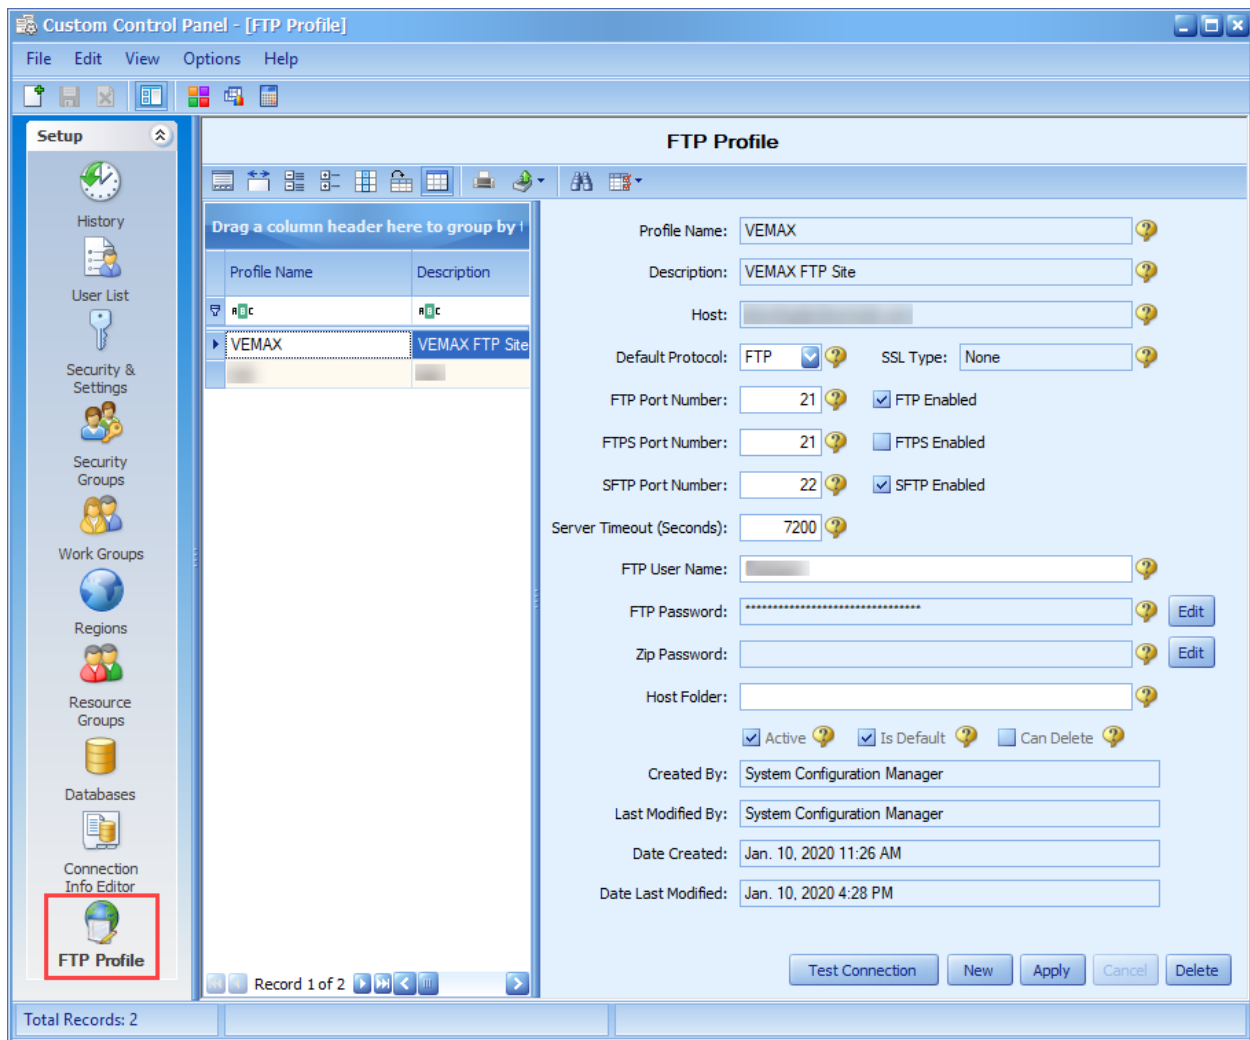 Custom Control Panel - [FTP Profile]
File Edit View Options Help
Setup
History
User List
Security &
Settings
Security
Groups
Work Groups
Regions
Resource
Groups
Databases
Connection
Info Editor
FTP Profile
FTP Profile
Drag a column header here to group by
Profile Name Description
ABC ABC
VEMAX VEMAX FTP Site
Record 1 of 2
Profile Name: VEMAX
Description: VEMAX FTP Site
Host:
Default Protocol: FTP SSL Type: None
FTP Port Number: 21 FTP Enabled
FTPS Port Number: 21 FTPS Enabled
SFTP Port Number: 22 SFTP Enabled
Server Timeout (Seconds): 7200
FTP User Name:
FTP Password: ******************************** Edit
Zip Password: Edit
Host Folder:
Active Is Default Can Delete
Created By: System Configuration Manager
Last Modified By: System Configuration Manager
Date Created: Jan. 10, 2020 11:26 AM
Date Last Modified: Jan. 10, 2020 4:28 PM
Test Connection New Apply Cancel Delete
Total Records: 2